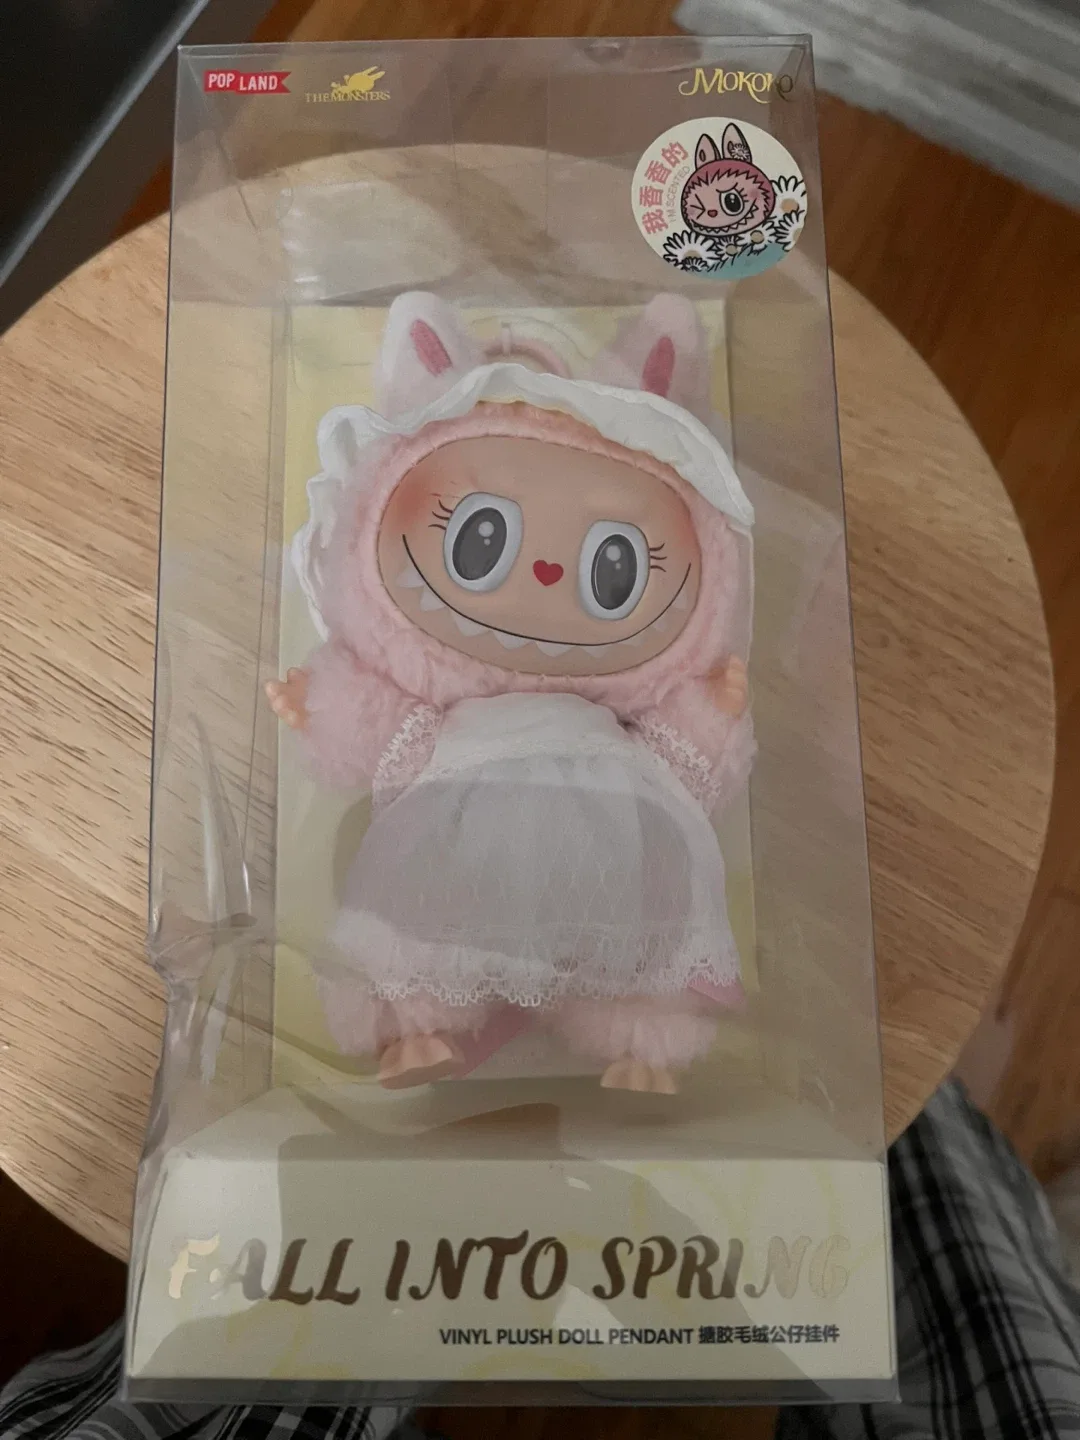 POP LAND
THE MONSTERS
MOKOKO
我香香的
I'M SCENTED
FALL INTO SPRING
VINYL PLUSH DOLL PENDANT 搪胶毛绒公仔挂件